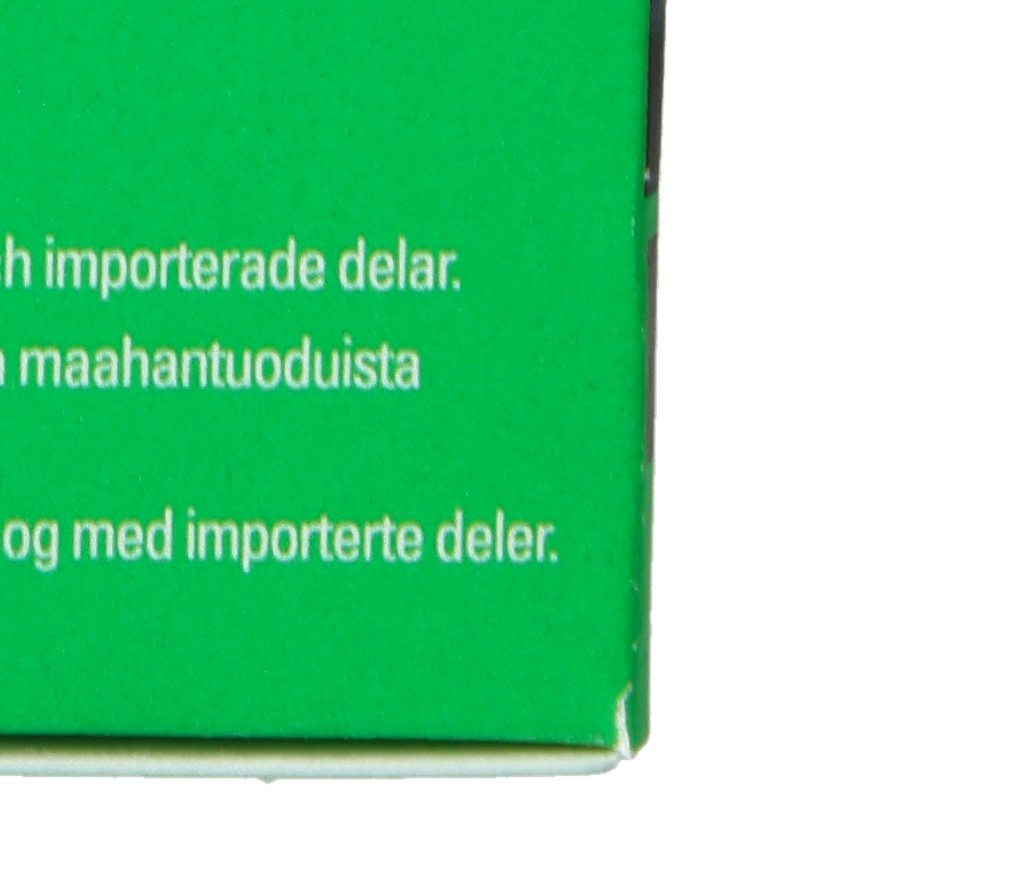 importerade delar.
maahantuoduista
og med importerte deler.